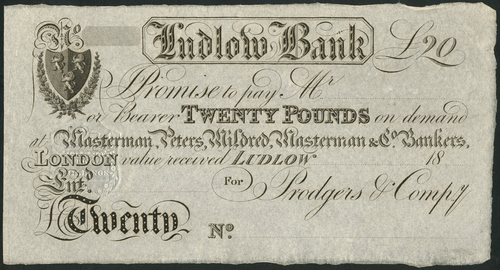 No
Ludlow Bank £20
Promise to pay Mr
or Bearer TWENTY POUNDS on demand
at Masterman, Peters, Mildred, Masterman & Co. Bankers,
LONDON value received LUDLOW 18
Entd. For Prodgers & Compy
Twenty No.